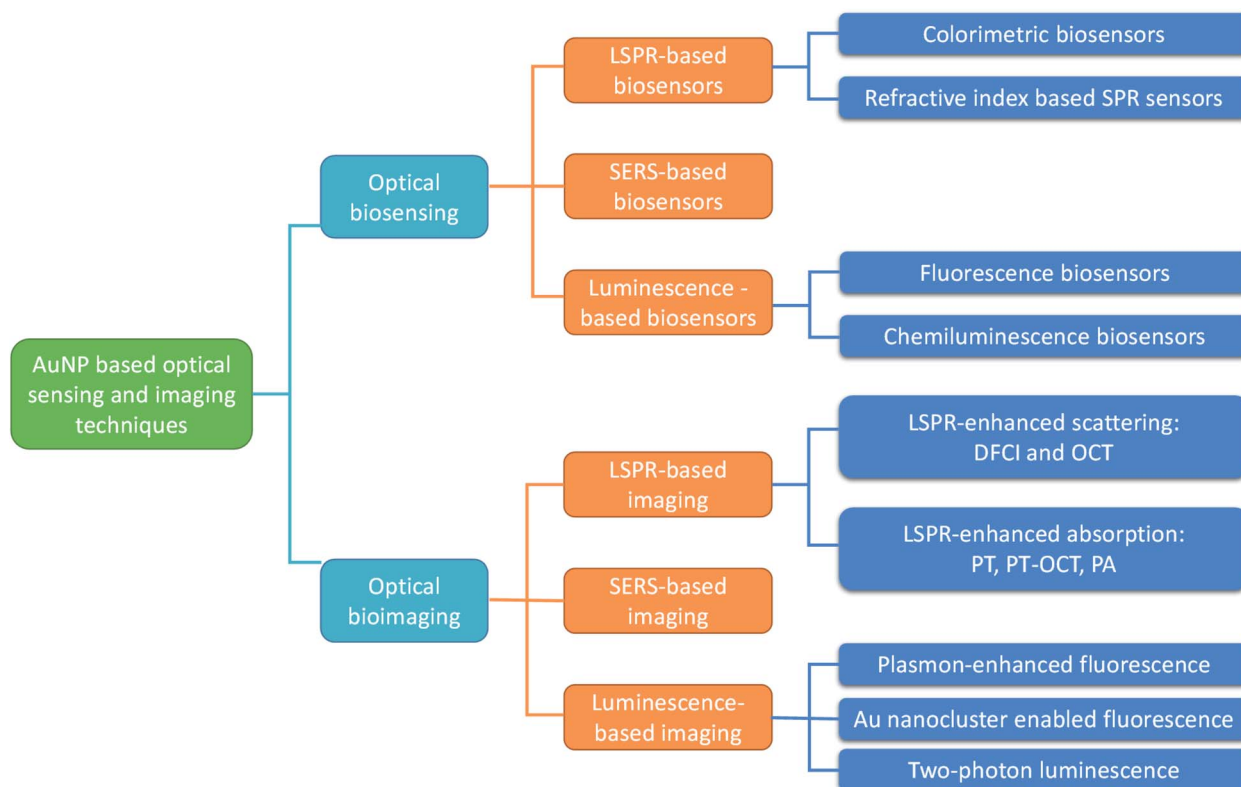 AuNP based optical
sensing and imaging
techniques
Optical
biosensing
LSPR-based
biosensors
Colorimetric biosensors
Refractive index based SPR sensors
SERS-based
biosensors
Luminescence -
based biosensors
Fluorescence biosensors
Chemiluminescence biosensors
Optical
bioimaging
LSPR-based
imaging
LSPR-enhanced scattering:
DFCI and OCT
LSPR-enhanced absorption:
PT, PT-OCT, PA
SERS-based
imaging
Luminescence-
based imaging
Plasmon-enhanced fluorescence
Au nanocluster enabled fluorescence
Two-photon luminescence